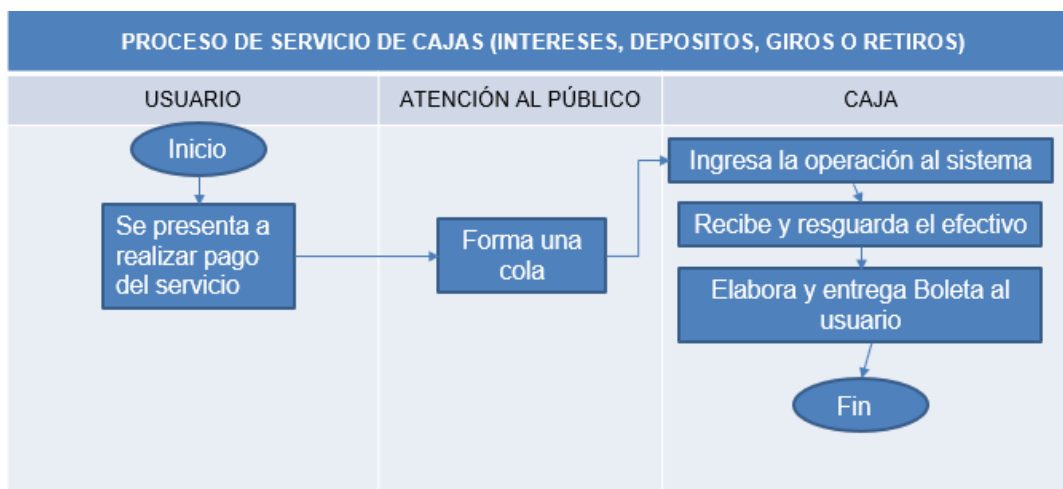 PROCESO DE SERVICIO DE CAJAS (INTERESES, DEPOSITOS, GIROS O RETIROS)
USUARIO
ATENCIÓN AL PÚBLICO
CAJA
Inicio
Se presenta a
realizar pago
del servicio
Forma una
cola
Ingresa la operación al sistema
Recibe y resguarda el efectivo
Elabora y entrega Boleta al
usuario
Fin